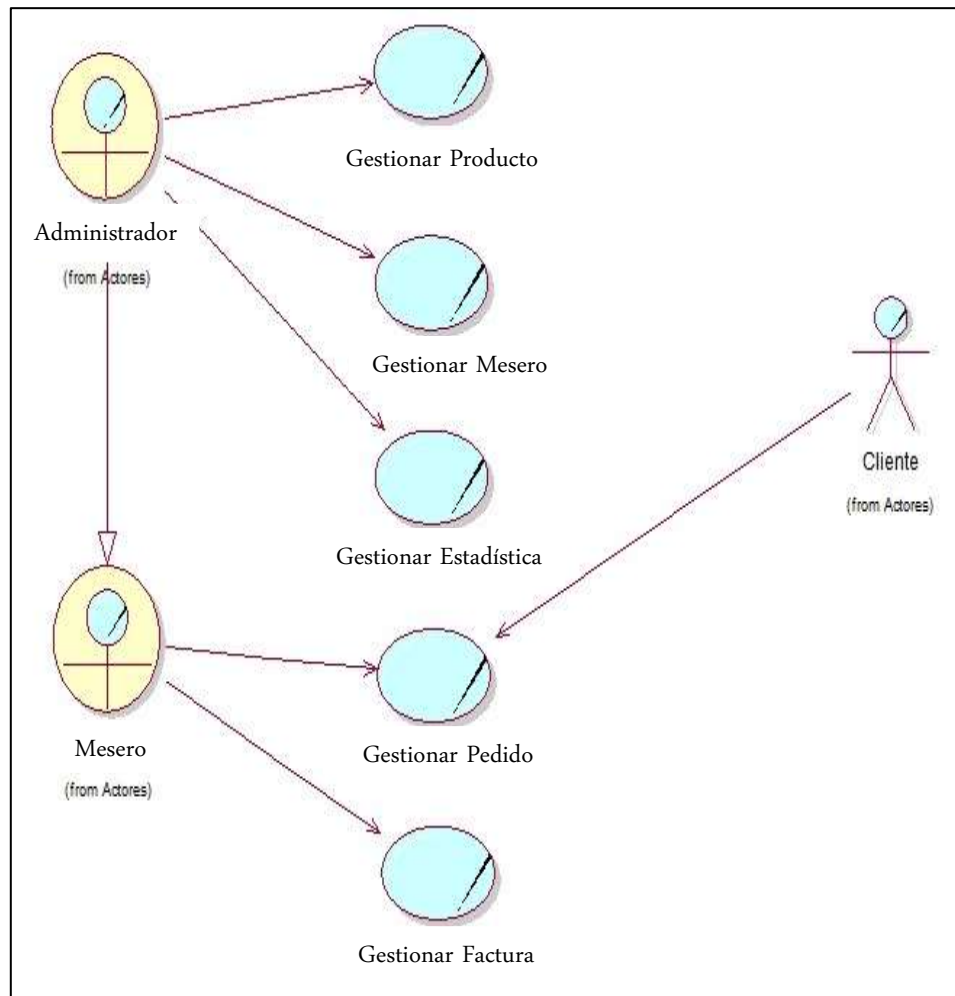 Gestionar Producto
Administrador
(from Actores)
Gestionar Mesero
Cliente
(from Actores)
Gestionar Estadística
Mesero
(from Actores)
Gestionar Pedido
Gestionar Factura